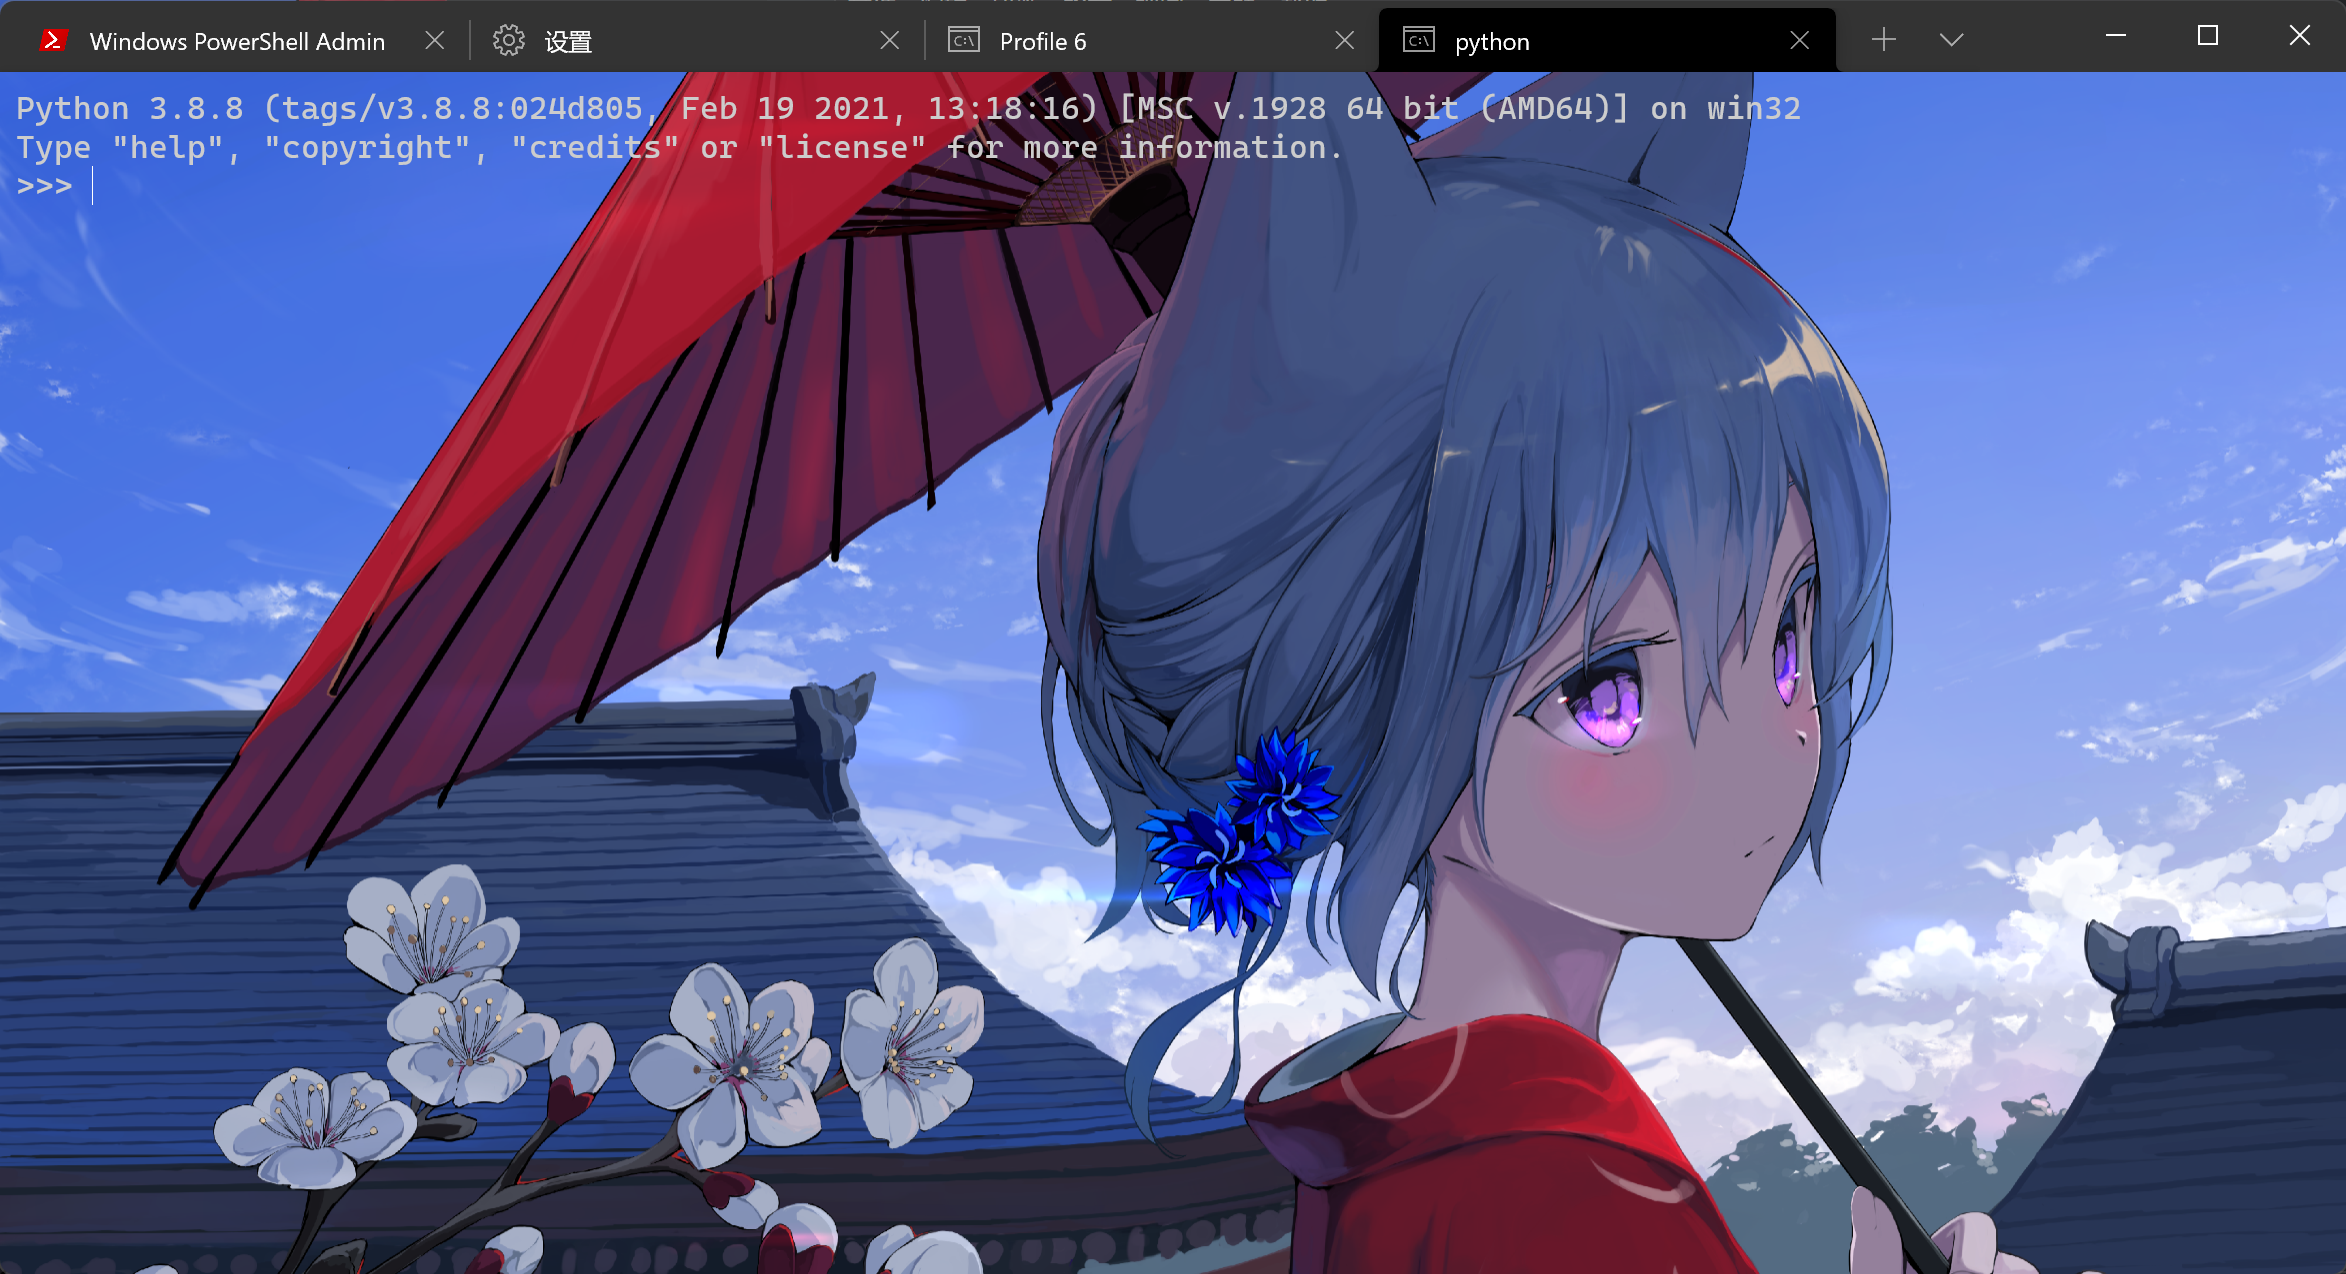 Windows PowerShell Admin
设置
Profile 6
python
Python 3.8.8 (tags/v3.8.8:024d805, Feb 19 2021, 13:18:16) [MSC v.1928 64 bit (AMD64)] on win32
Type "help", "copyright", "credits" or "license" for more information.
>>>